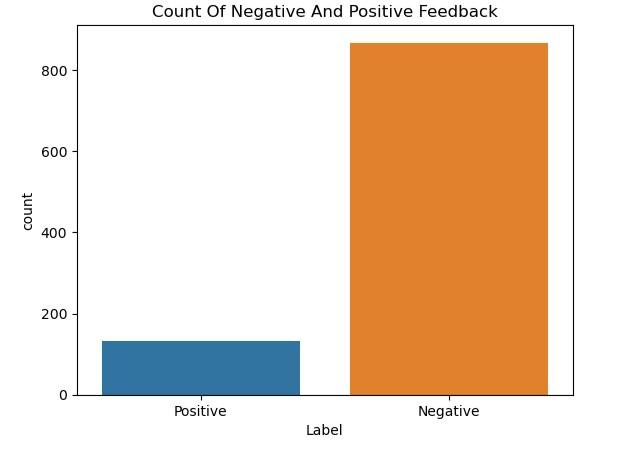 Count Of Negative And Positive Feedback
800
600
400
200
0
count
Positive
Negative
Label